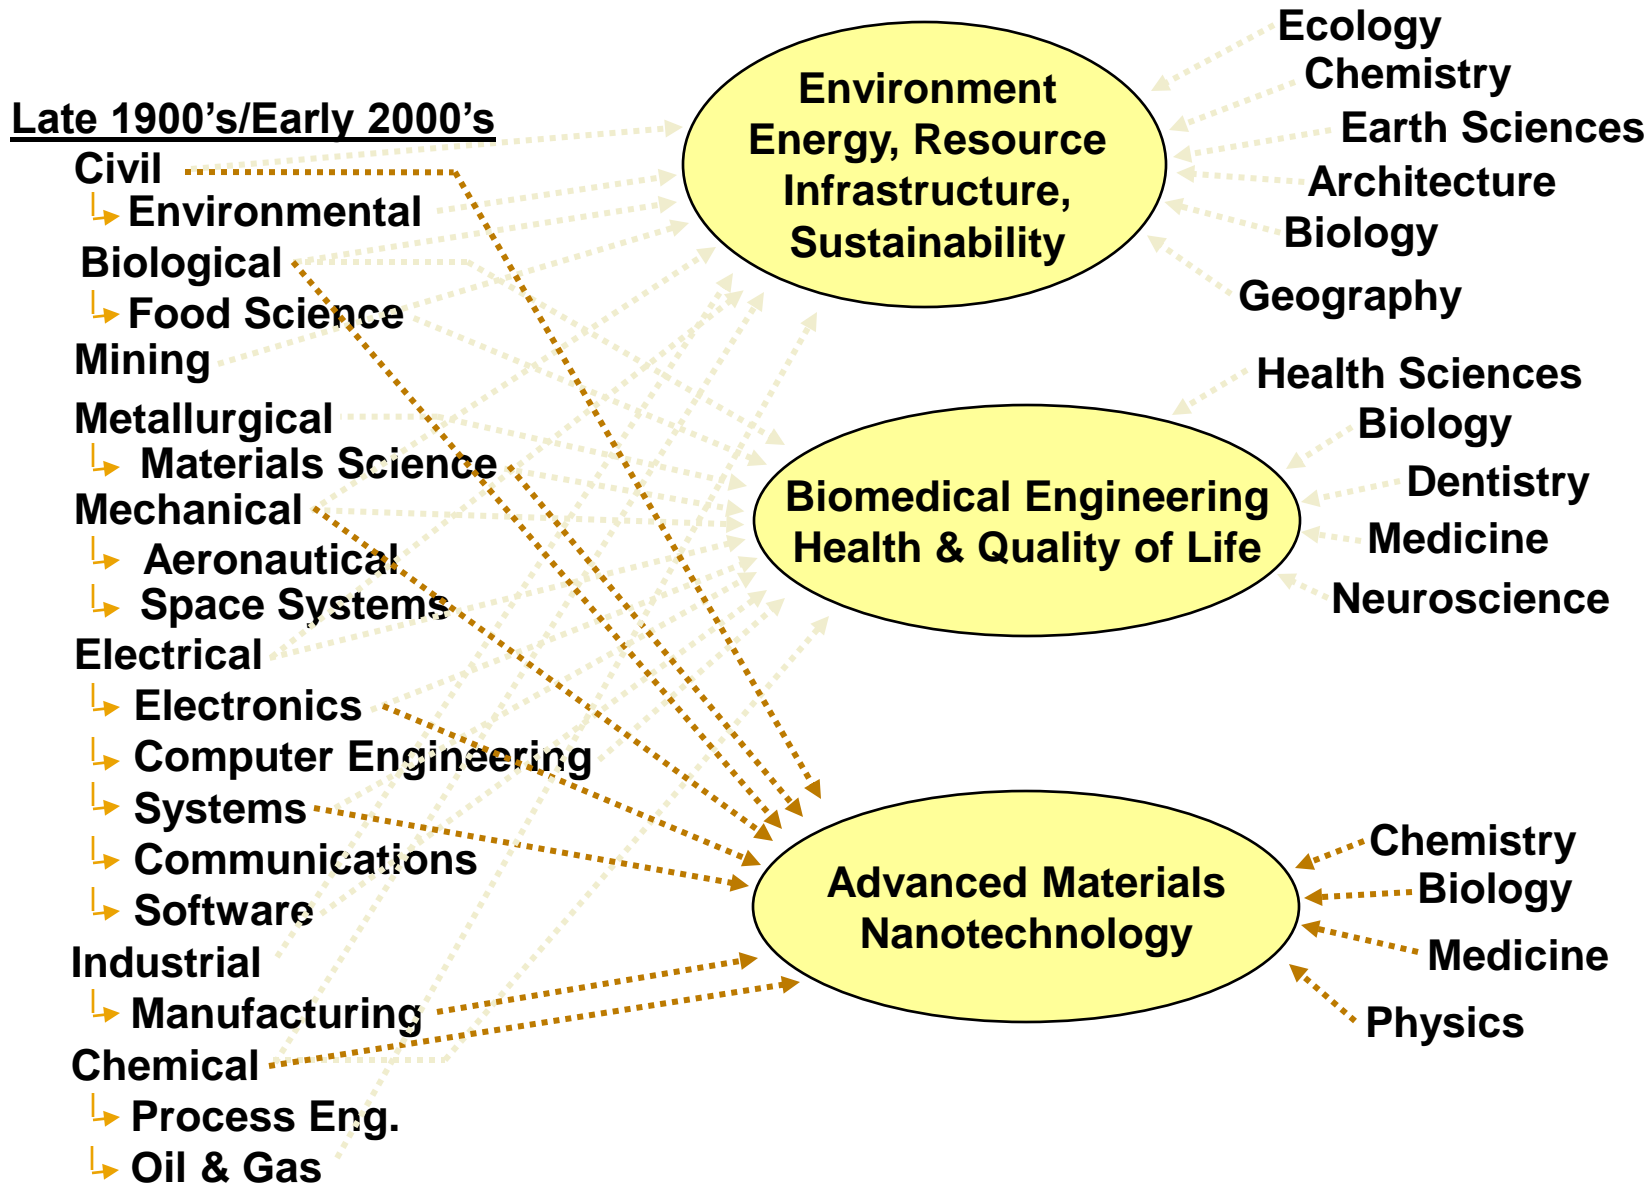 Late 1900's/Early 2000's
Civil
Environmental
Biological
Food Science
Mining
Metallurgical
Materials Science
Mechanical
Aeronautical
Space Systems
Electrical
Electronics
Computer Engineering
Systems
Communications
Software
Industrial
Manufacturing
Chemical
Process Eng.
Oil & Gas
Environment
Energy, Resource
Infrastructure,
Sustainability
Biomedical Engineering
Health & Quality of Life
Advanced Materials
Nanotechnology
Ecology
Chemistry
Earth Sciences
Architecture
Biology
Geography
Health Sciences
Biology
Dentistry
Medicine
Neuroscience
Chemistry
Biology
Medicine
Physics